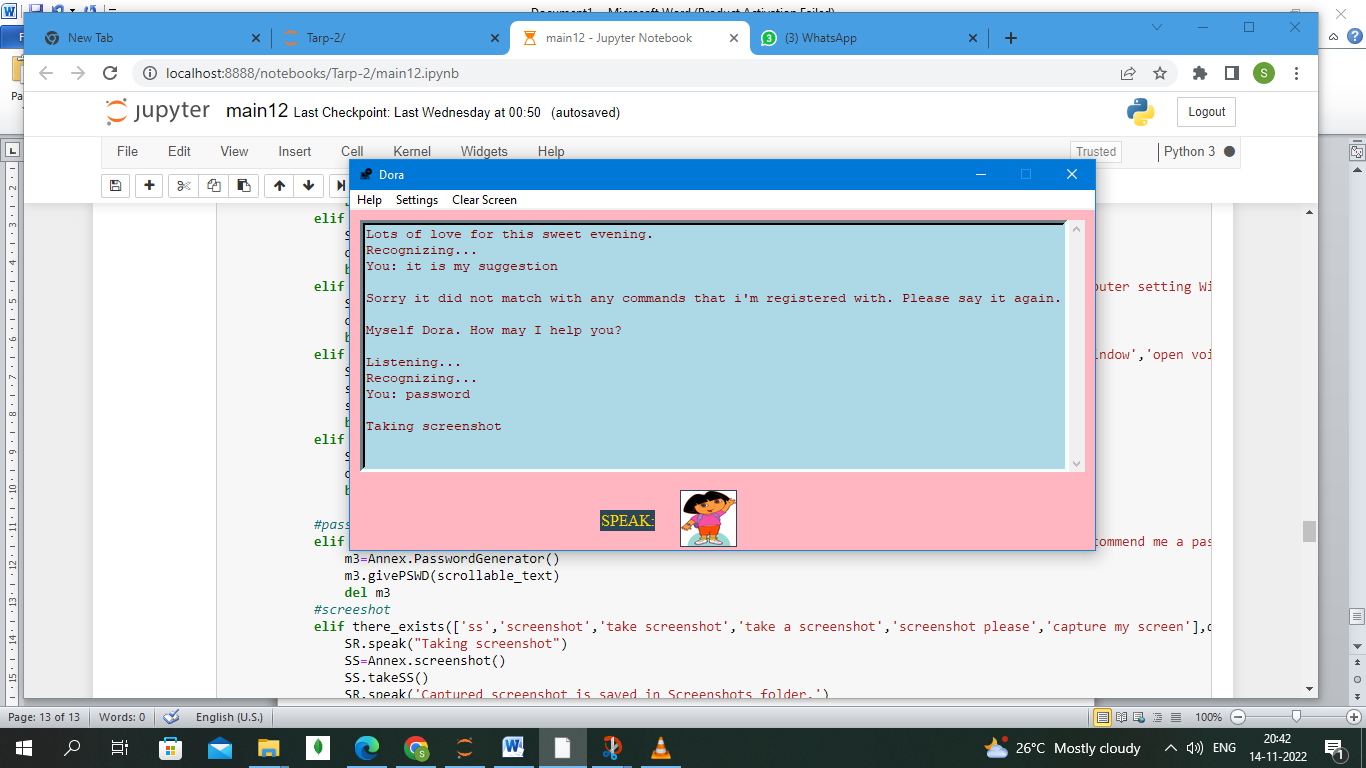 Document1 - Microsoft Word (Product Activation Failed)
New Tab
Tarp-2/
main12 - Jupyter Notebook
(3) WhatsApp
localhost:8888/notebooks/Tarp-2/main12.ipynb
S
jupyter main12 Last Checkpoint: Last Wednesday at 00:50 (autosaved)
Logout
File Edit View Insert Cell Kernel Widgets Help
Trusted
Python 3
Dora
Help Settings Clear Screen
Lots of love for this sweet evening.
Recognizing...
You: it is my suggestion
Sorry it did not match with any commands that i'm registered with. Please say it again.
Myself Dora. How may I help you?
Listening...
Recognizing...
You: password
Taking screenshot
SPEAK:
elif
elif
uter setting Wi
elif
ndow','open voi
elif
#pass
elif
commend me a pas
m3=Annex.PasswordGenerator()
m3.givePSWD(scrollable_text)
del m3
#screeshot
elif there_exists(['ss','screenshot','take screenshot','take a screenshot','screenshot please','capture my screen'],
SR.speak("Taking screenshot")
SS=Annex.screenshot()
SS.takeSS()
SR.speak('Captured screenshot is saved in Screenshots folder.')
Page: 13 of 13 Words: 0 English (U.S.) 100%
26°C Mostly cloudy
ENG
20:42
14-11-2022
1